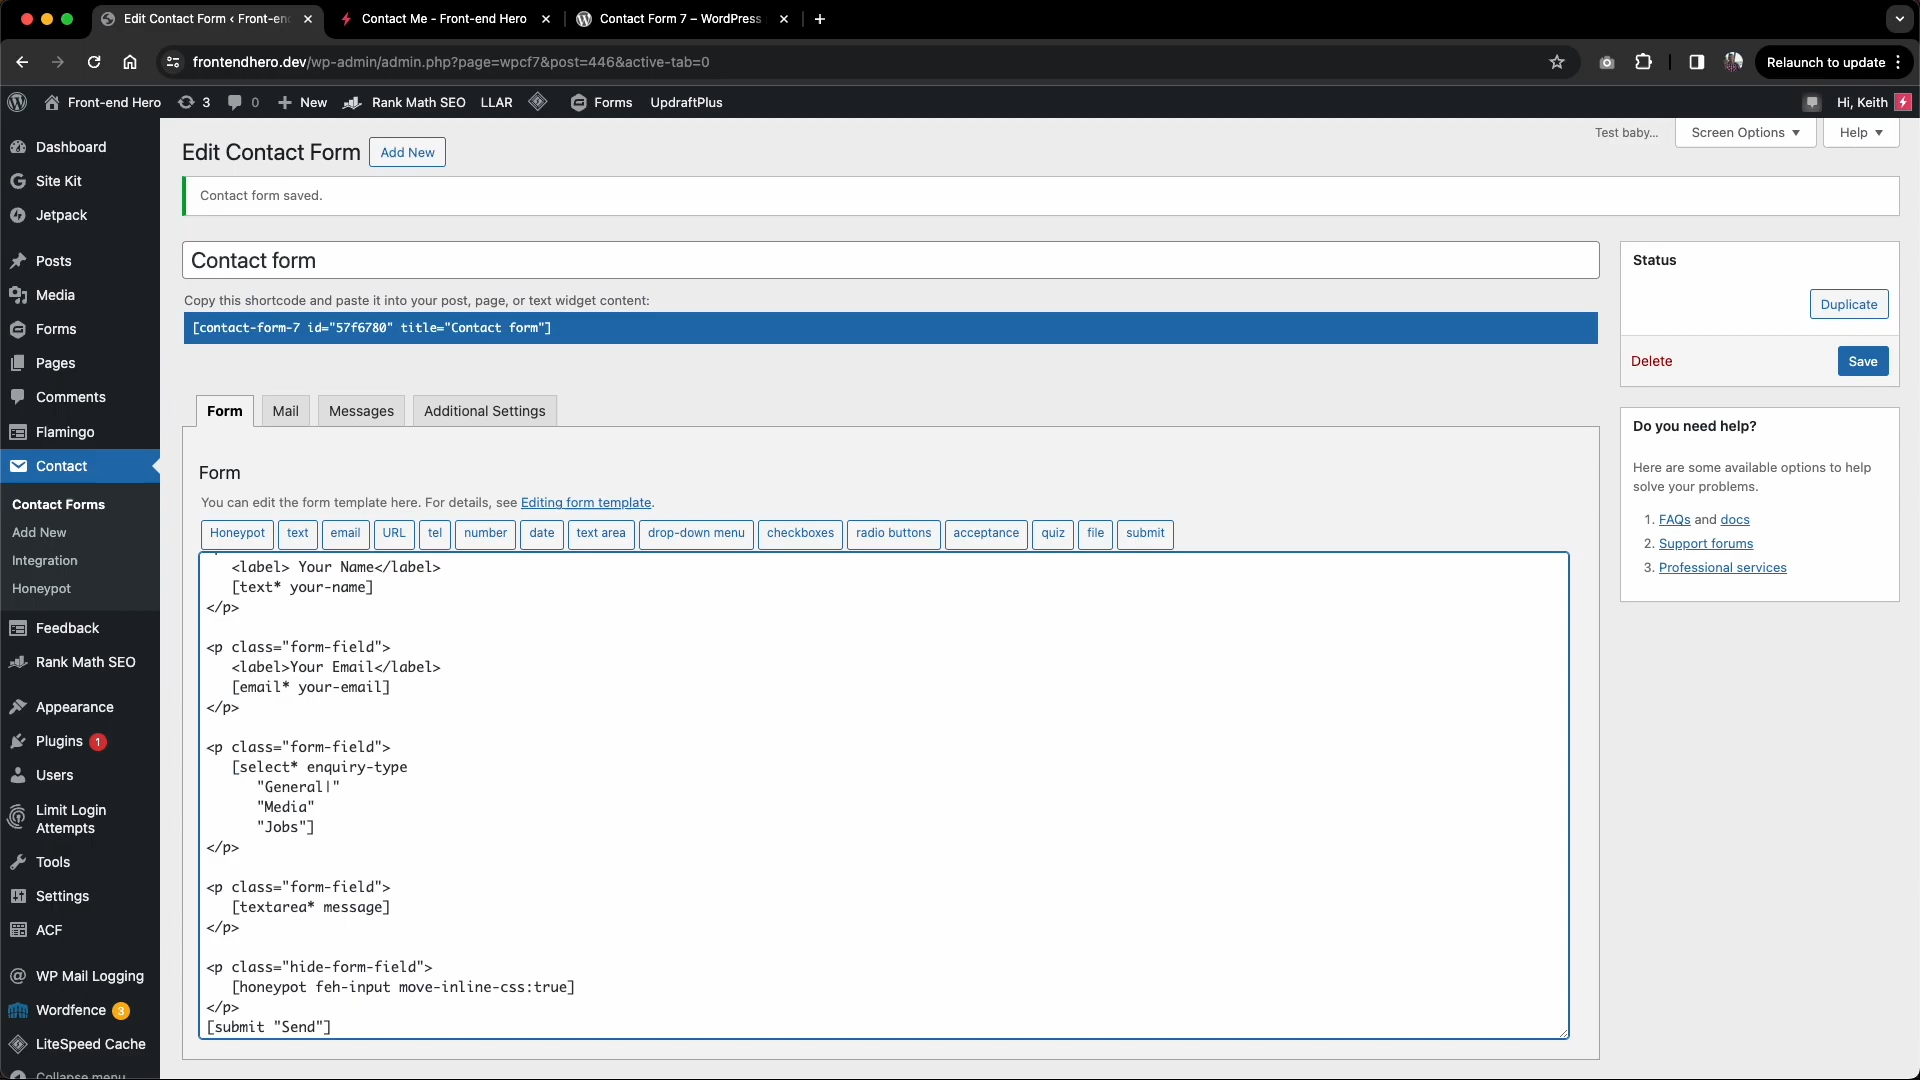 Edit Contact Form ‹ Front-en
Contact Me - Front-end Hero
Contact Form 7 – WordPress
frontendhero.dev/wp-admin/admin.php?page=wpcf7&post=446&active-tab=0
Relaunch to update
Front-end Hero
3
0
New
Rank Math SEO
LLAR
Forms
UpdraftPlus
Hi, Keith
Dashboard
Site Kit
Jetpack
Posts
Media
Forms
Pages
Comments
Flamingo
Contact
Contact Forms
Add New
Integration
Honeypot
Feedback
Rank Math SEO
Appearance
Plugins 1
Users
Limit Login
Attempts
Tools
Settings
ACF
WP Mail Logging
Wordfence 3
LiteSpeed Cache
Collapse menu
Test baby...
Screen Options
Help
Edit Contact Form
Add New
Contact form saved.
Contact form
Copy this shortcode and paste it into your post, page, or text widget content:
[contact-form-7 id="57f6780" title="Contact form"]
Form
Mail
Messages
Additional Settings
Form
You can edit the form template here. For details, see Editing form template.
Honeypot
text
email
URL
tel
number
date
text area
drop-down menu
checkboxes
radio buttons
acceptance
quiz
file
submit
<label> Your Name</label>
[text* your-name]
</p>
<p class="form-field">
<label>Your Email</label>
[email* your-email]
</p>
<p class="form-field">
[select* enquiry-type
"General|"
"Media"
"Jobs"]
</p>
<p class="form-field">
[textarea* message]
</p>
<p class="hide-form-field">
[honeypot feh-input move-inline-css:true]
</p>
[submit "Send"]
Status
Duplicate
Delete
Save
Do you need help?
Here are some available options to help
solve your problems.
1. FAQs and docs
2. Support forums
3. Professional services